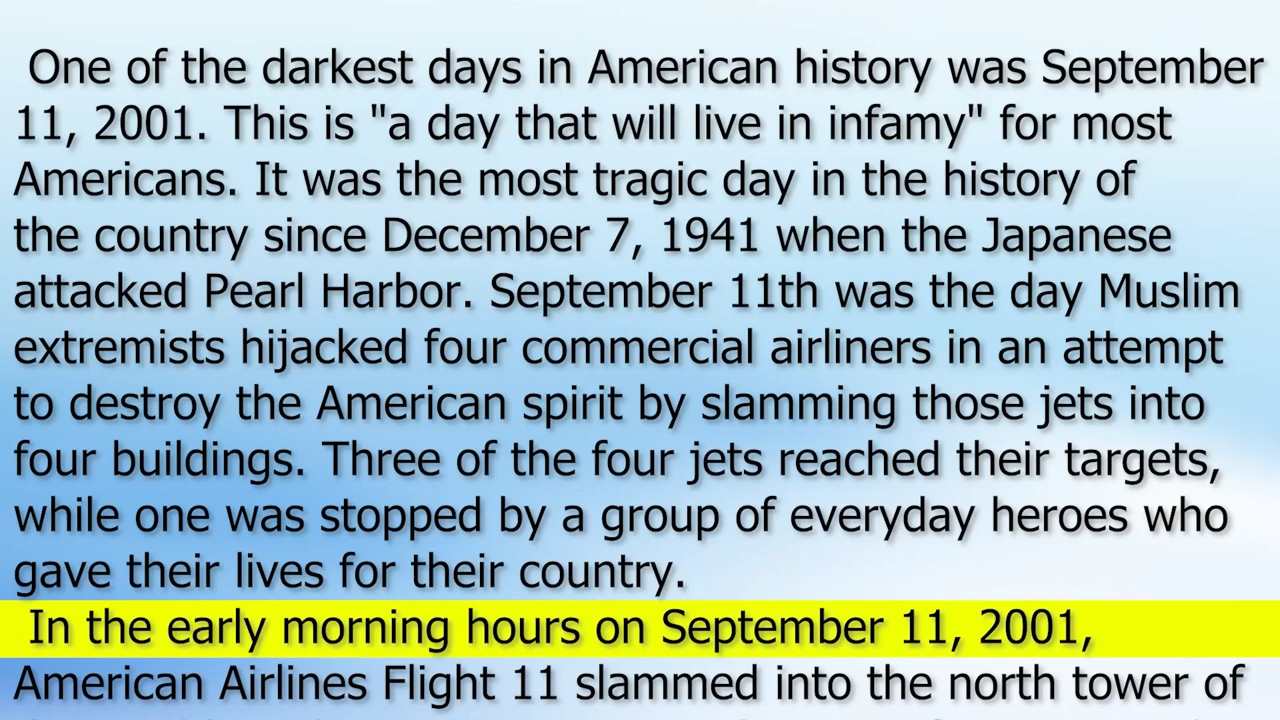 One of the darkest days in American history was September
11, 2001. This is "a day that will live in infamy" for most
Americans. It was the most tragic day in the history of
the country since December 7, 1941 when the Japanese
attacked Pearl Harbor. September 11th was the day Muslim
extremists hijacked four commercial airliners in an attempt
to destroy the American spirit by slamming those jets into
four buildings. Three of the four jets reached their targets,
while one was stopped by a group of everyday heroes who
gave their lives for their country.
In the early morning hours on September 11, 2001,
American Airlines Flight 11 slammed into the north tower of